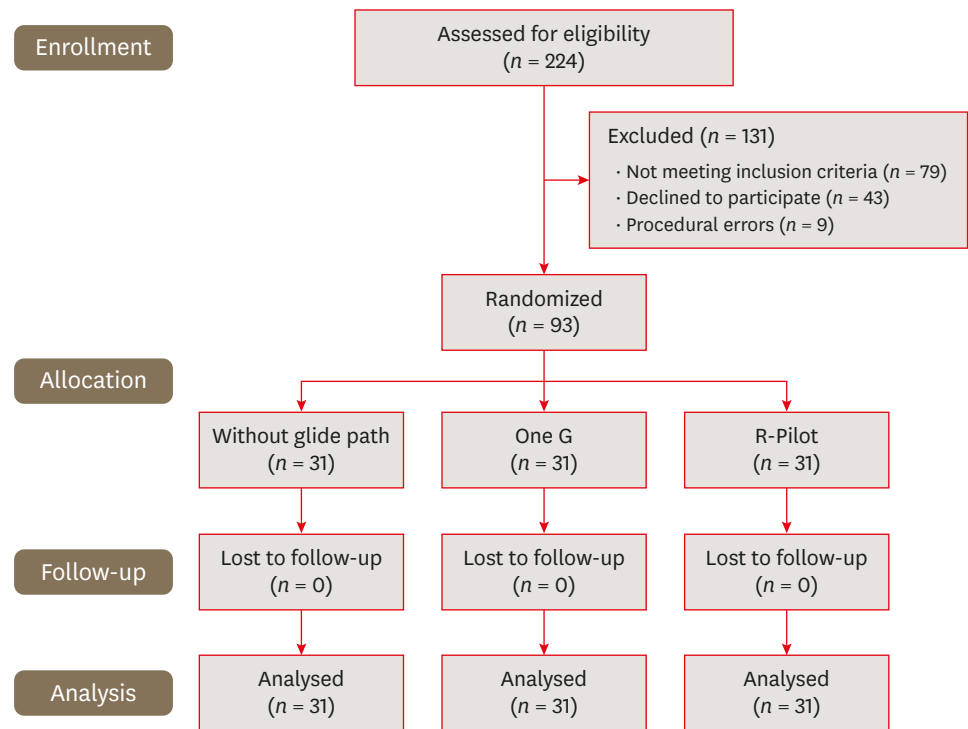 Enrollment
Assessed for eligibility
(n = 224)
Excluded (n = 131)
· Not meeting inclusion criteria (n = 79)
· Declined to participate (n = 43)
· Procedural errors (n = 9)
Randomized
(n = 93)
Allocation
Without glide path
(n = 31)
One G
(n = 31)
R-Pilot
(n = 31)
Follow-up
Lost to follow-up
(n = 0)
Lost to follow-up
(n = 0)
Lost to follow-up
(n = 0)
Analysis
Analysed
(n = 31)
Analysed
(n = 31)
Analysed
(n = 31)